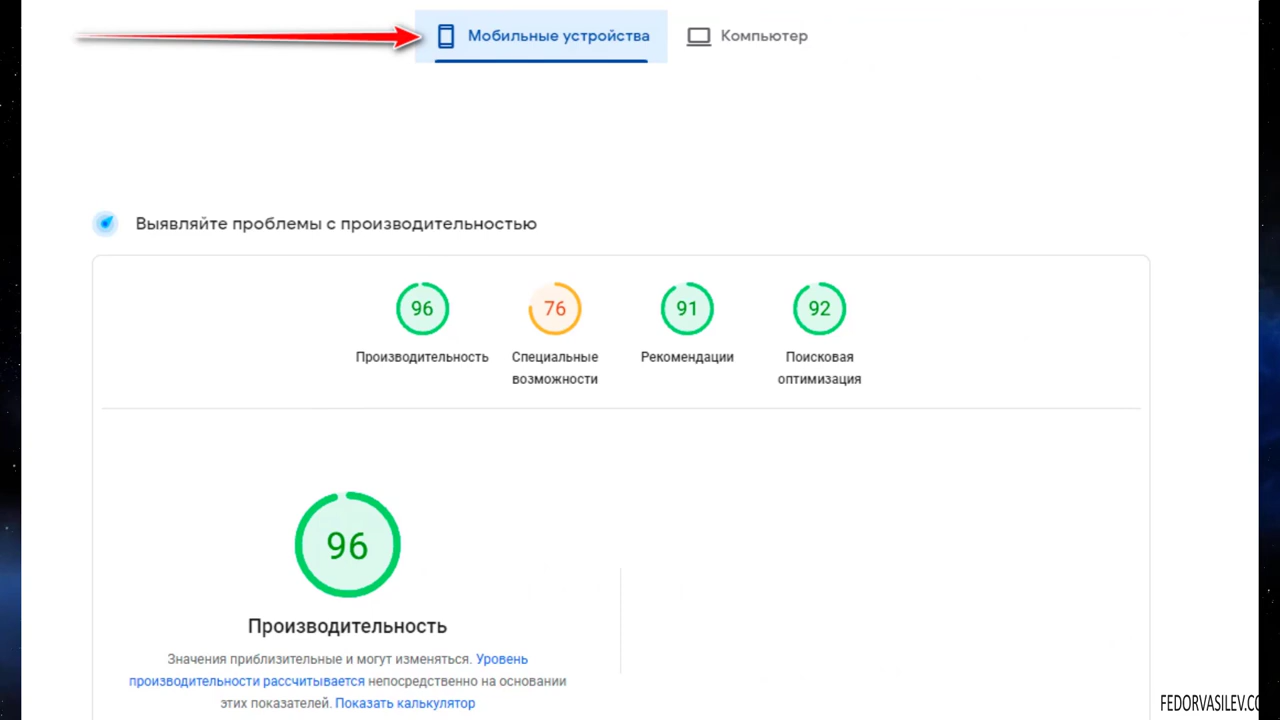 Мобильные устройства
Компьютер
Выявляйте проблемы с производительностью
96
76
91
92
Производительность
Специальные
возможности
Рекомендации
Поисковая
оптимизация
96
Производительность
Значения приблизительные и могут изменяться. Уровень
производительности рассчитывается непосредственно на основании
этих показателей. Показать калькулятор
FEDORVASILEV.CO